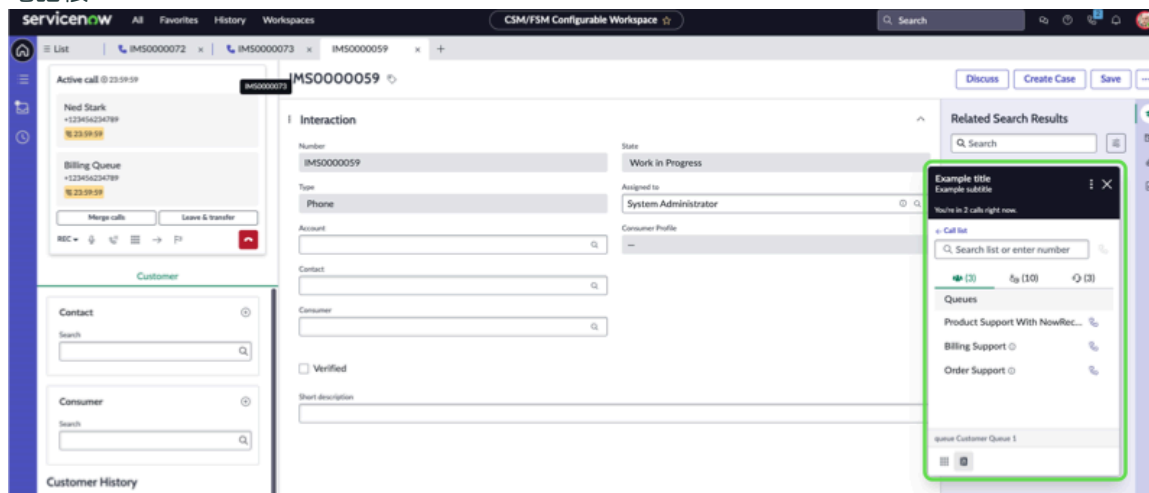 servicenow All Favorites History Workspaces CSM/FSM Configurable Workspace Search
List IMS0000072 × IMS0000073 × IMS0000059 × +
Active call 23:59:59
IMS0000073
IMS0000059
Discuss Create Case Save
Ned Stark
+123456234789
23:59:59
Billing Queue
+123456234789
23:59:59
Merge calls Leave & transfer
REC
Customer
Contact
Search
Consumer
Search
Customer History
Interaction
Number
IMS0000059
State
Work in Progress
Type
Phone
Assigned to
System Administrator
Account
Consumer Profile
—
Contact
Consumer
Verified
Short description
Related Search Results
Search
Example title
Example subtitle
You're in 2 calls right now.
Call list
Search list or enter number
(3) (10) (3)
Queues
Product Support With NowRec...
Billing Support
Order Support
queue Customer Queue 1